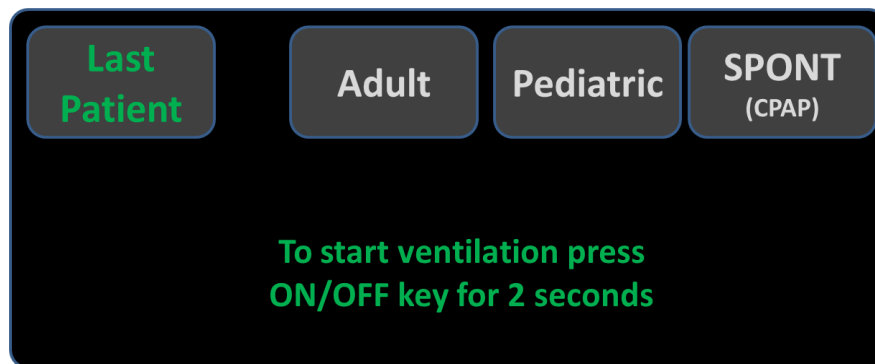 Last
Patient
Adult
Pediatric
SPONT
(CPAP)
To start ventilation press
ON/OFF key for 2 seconds